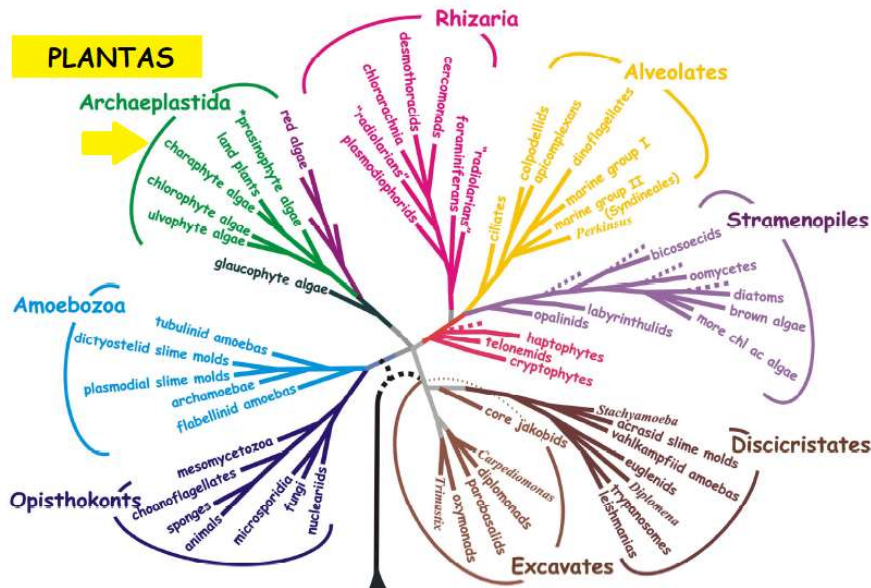 PLANTAS
Archaeplastida
charaphyte algae
chlorophyte algae
ulvophyte algae
land plants
*prasinophyte algae
red algae
glaucophyte algae
Rhizaria
plasmodiophorids
"radiolarians"
chlorarachnia
desmothoracids
cercomonads
foraminiferans
"radiolarians"
Alveolates
ciliates
colpodellids
apicomplexans
dinoflagellates
marine group I
marine group II
(Syndineales)
Perkinsus
Stramenopiles
bicosoecids
oomycetes
diatoms
brown algae
more chl ac algae
labyrinthulids
opalinids
haptophytes
telonemids
cryptophytes
Amoebozoa
tubulinid amoebas
dictyostelid slime molds
plasmodial slime molds
archamoebae
flabellinid amoebas
Opisthokonts
mesomycetozoa
choanoflagellates
sponges
animals
microsporidia
fungi
nucleariids
Discicristates
Stachyamoeba
acrasid slime molds
vahlkampfiid amoebas
euglenids
Diplomena
trypanosomes
leishmanias
Excavates
core jakobids
Carpediomonas
diplomonads
parabasalids
oxymonads
Trimastix